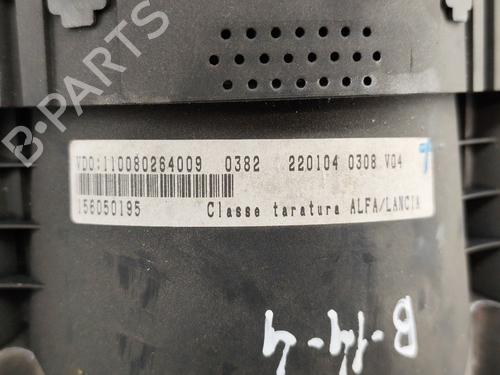 B-PARTS
VDO:110080264009 0382 220104 0308 V04
156050195 Classe taratura ALFA/LANCIA
B-14-4